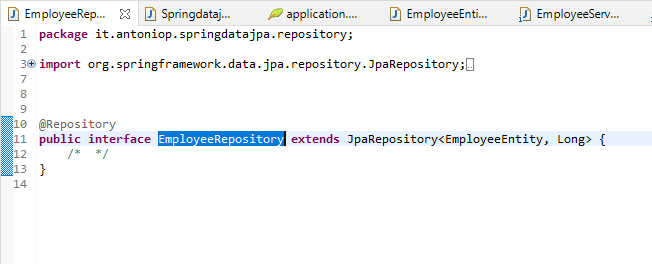 EmployeeRep... Springdataj... application.... EmployeeEnti... EmployeeServ...
1 package it.antoniop.springdatajpa.repository;
2
3 import org.springframework.data.jpa.repository.JpaRepository;
7
8
9
10 @Repository
11 public interface EmployeeRepository extends JpaRepository<EmployeeEntity, Long> {
12 /* */
13 }
14